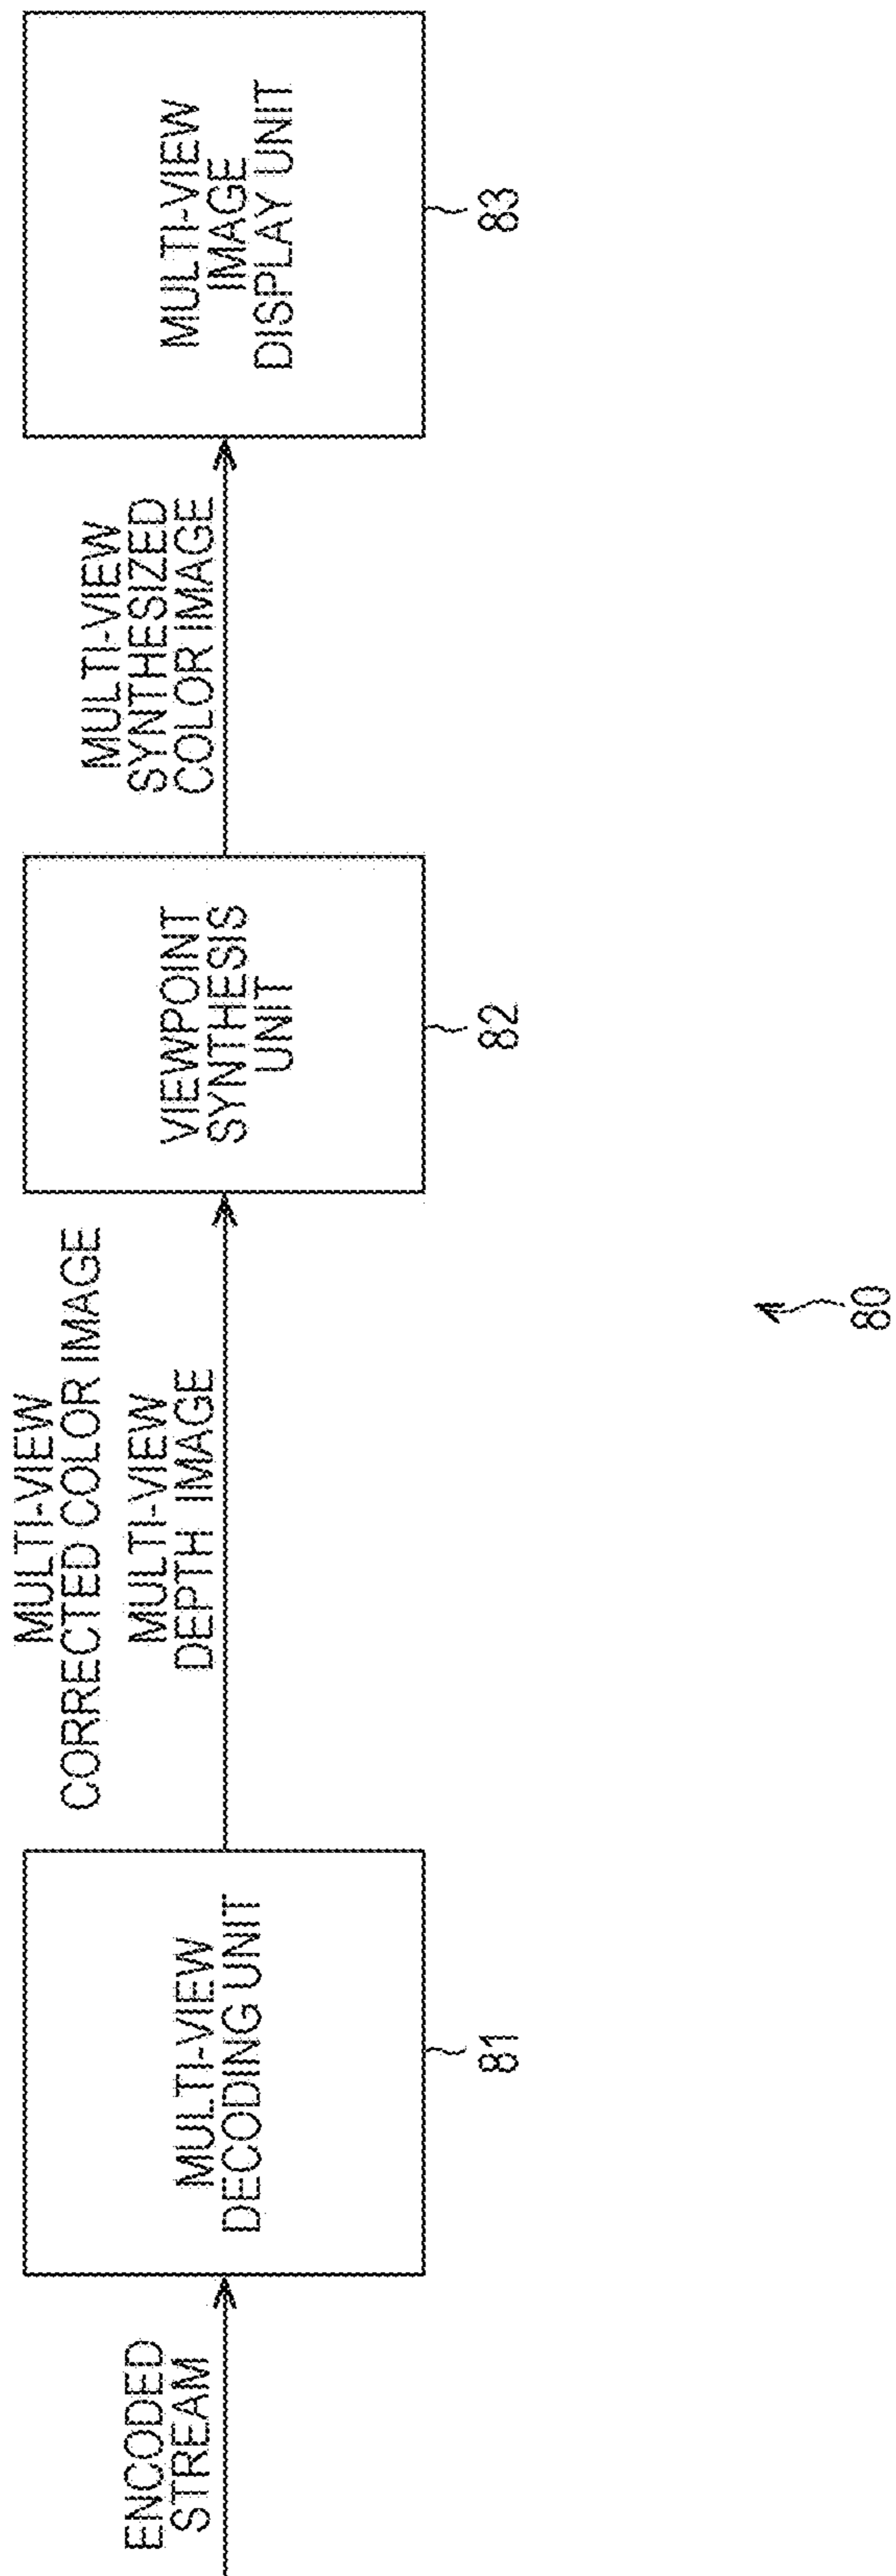 ENCODED
STREAM
MULTI-VIEW
DECODING UNIT
81
MULTI-VIEW
CORRECTED COLOR IMAGE
MULTI-VIEW
DEPTH IMAGE
VIEWPOINT
SYNTHESIS
UNIT
82
MULTI-VIEW
SYNTHESIZED
COLOR IMAGE
MULTI-VIEW
IMAGE
DISPLAY UNIT
83
80